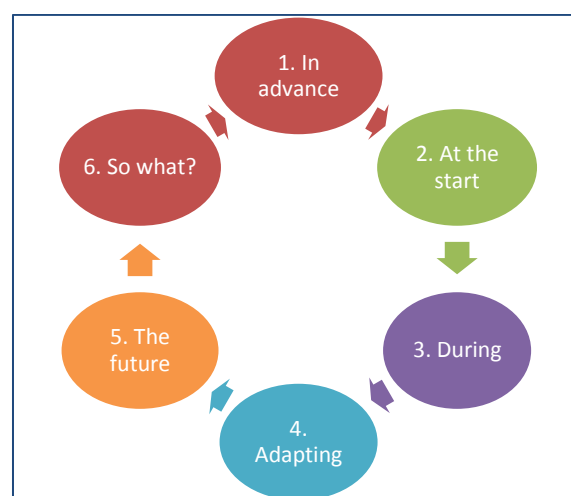 1. In
advance
2. At the
start
3. During
4.
Adapting
5. The
future
6. So what?